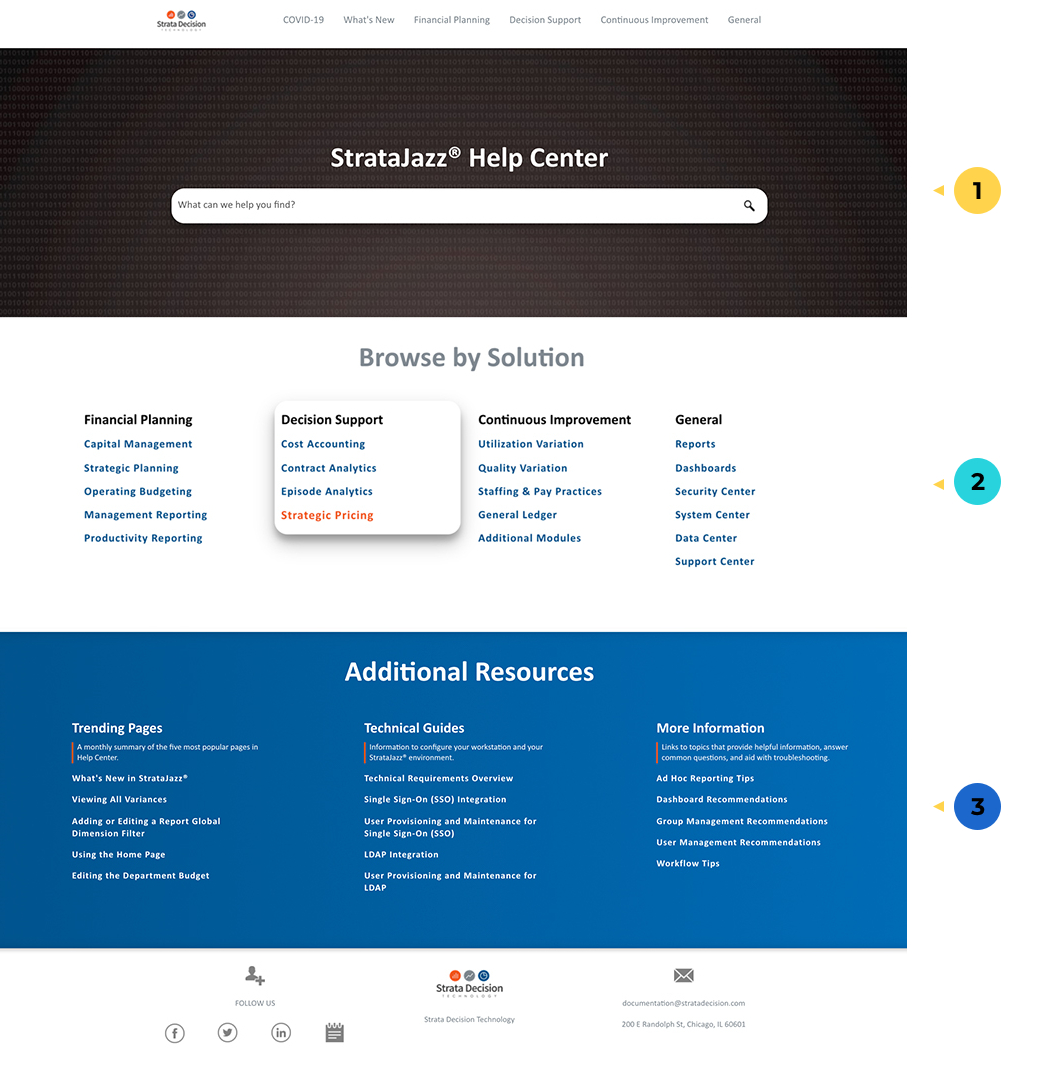 Strata Decision
TECHNOLOGY
COVID-19 What's New Financial Planning Decision Support Continuous Improvement General
StrataJazz® Help Center
What can we help you find?
1
Browse by Solution
Financial Planning
Capital Management
Strategic Planning
Operating Budgeting
Management Reporting
Productivity Reporting
Decision Support
Cost Accounting
Contract Analytics
Episode Analytics
Strategic Pricing
Continuous Improvement
Utilization Variation
Quality Variation
Staffing & Pay Practices
General Ledger
Additional Modules
General
Reports
Dashboards
Security Center
System Center
Data Center
Support Center
2
Additional Resources
Trending Pages
A monthly summary of the five most popular pages in
Help Center.
What's New in StrataJazz®
Viewing All Variances
Adding or Editing a Report Global
Dimension Filter
Using the Home Page
Editing the Department Budget
Technical Guides
Information to configure your workstation and your
StrataJazz® environment.
Technical Requirements Overview
Single Sign-On (SSO) Integration
User Provisioning and Maintenance for
Single Sign-On (SSO)
LDAP Integration
User Provisioning and Maintenance for
LDAP
More Information
Links to topics that provide helpful information, answer
common questions, and aid with troubleshooting.
Ad Hoc Reporting Tips
Dashboard Recommendations
Group Management Recommendations
User Management Recommendations
Workflow Tips
3
FOLLOW US
Strata Decision
TECHNOLOGY
Strata Decision Technology
documentation@stratadecision.com
200 E Randolph St, Chicago, IL 60601